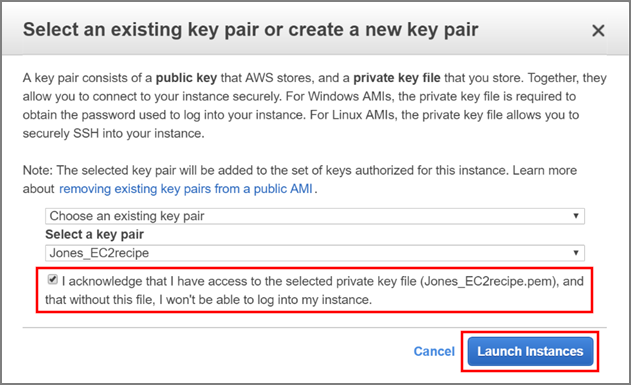 Select an existing key pair or create a new key pair
A key pair consists of a public key that AWS stores, and a private key file that you store. Together, they
allow you to connect to your instance securely. For Windows AMIs, the private key file is required to
obtain the password used to log into your instance. For Linux AMIs, the private key file allows you to
securely SSH into your instance.
Note: The selected key pair will be added to the set of keys authorized for this instance. Learn more
about removing existing key pairs from a public AMI .
Choose an existing key pair
Select a key pair
Jones_EC2recipe
I acknowledge that I have access to the selected private key file (Jones_EC2recipe.pem), and
that without this file, I won't be able to log into my instance.
Cancel Launch Instances